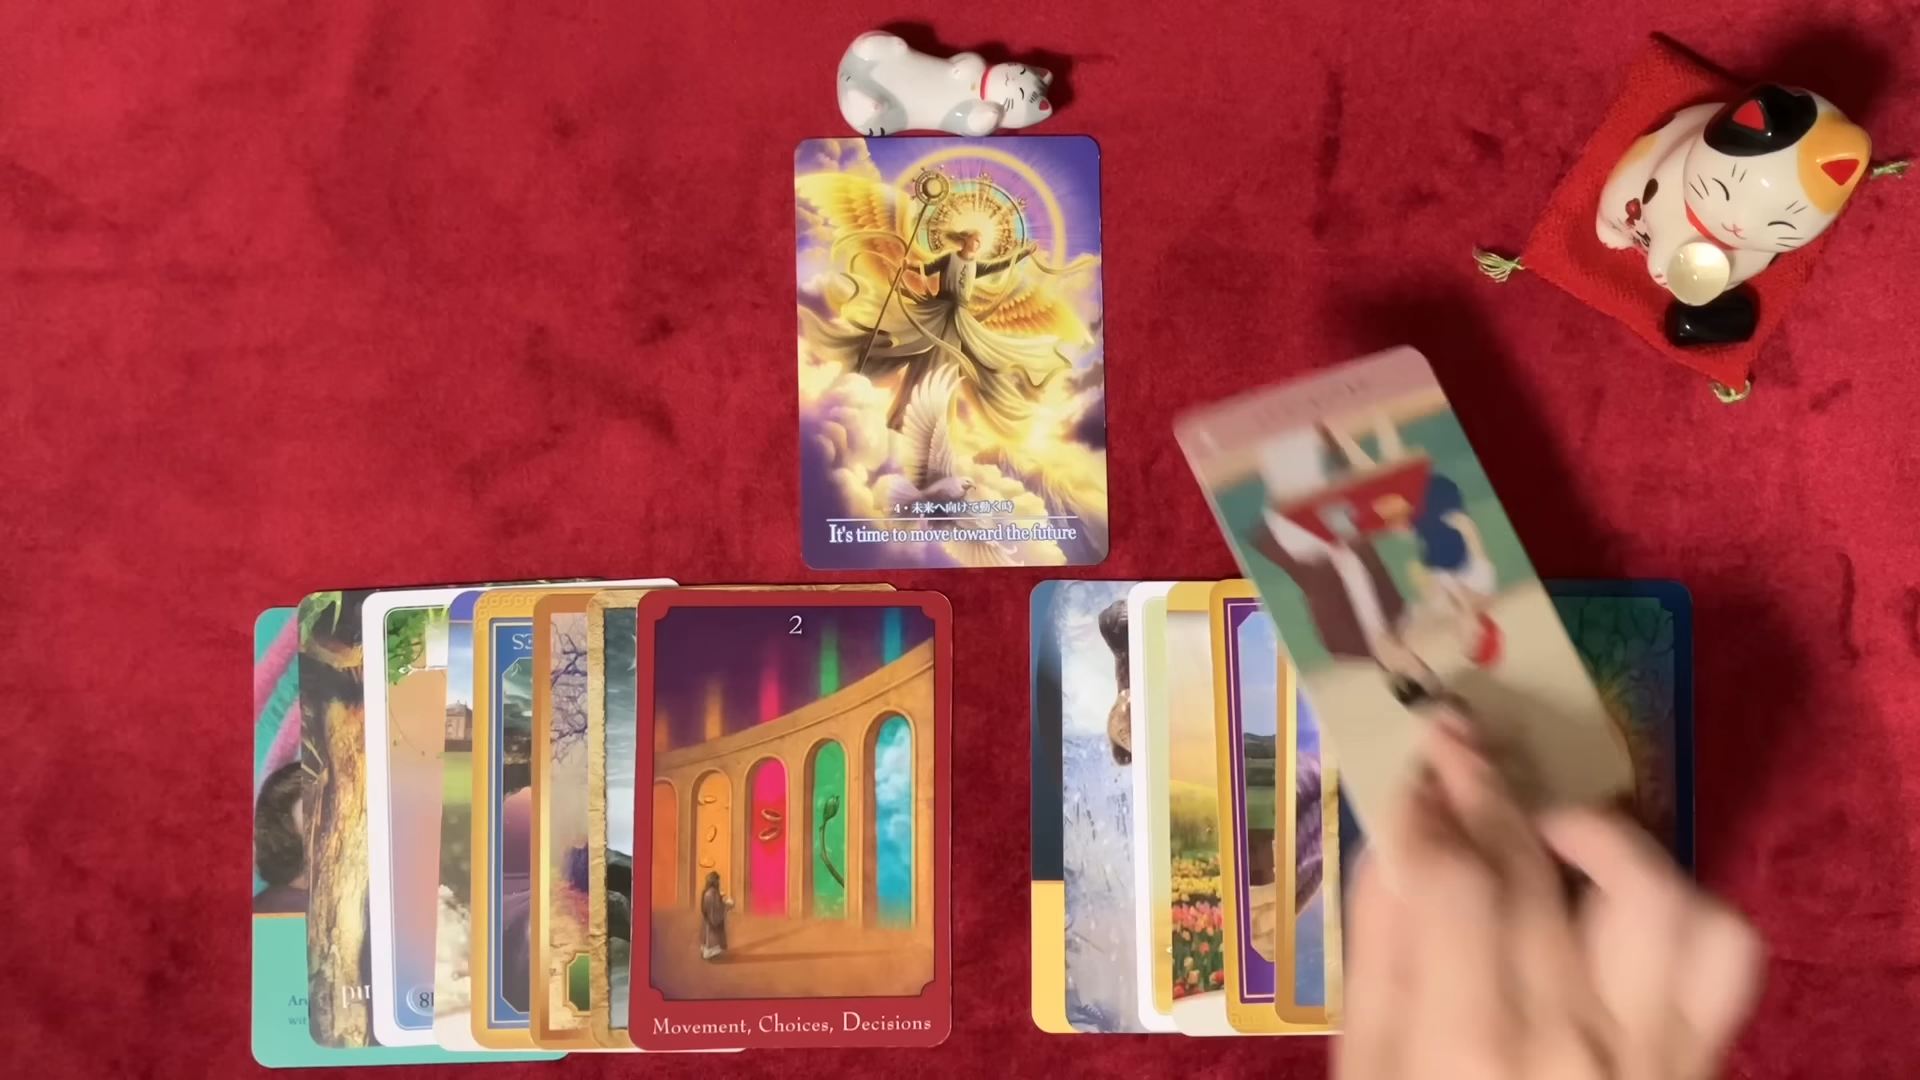 4・未来へ向けて動く時
It's time to move toward the future
S3
2
Movement, Choices, Decisions